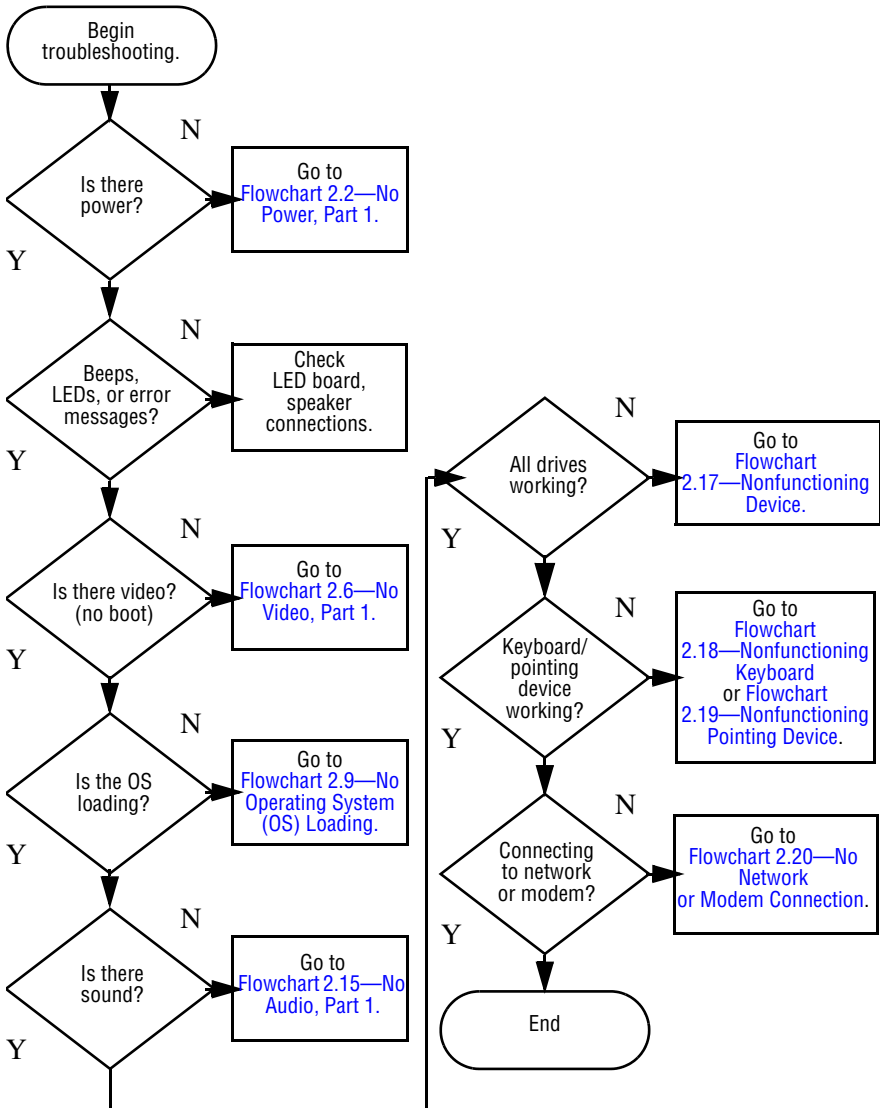 Begin
troubleshooting.
N
Is there
power?
Go to
Flowchart 2.2—No
Power, Part 1.
Y
N
Beeps,
LEDs, or error
messages?
Check
LED board,
speaker
connections.
Y
N
Is there video?
(no boot)
Go to
Flowchart 2.6—No
Video, Part 1.
Y
N
Is the OS
loading?
Go to
Flowchart 2.9—No
Operating System
(OS) Loading.
Y
N
Is there
sound?
Go to
Flowchart 2.15—No
Audio, Part 1.
Y
N
All drives
working?
Go to
Flowchart
2.17—Nonfunctioning
Device.
Y
N
Keyboard/
pointing
device
working?
Go to
Flowchart
2.18—Nonfunctioning
Keyboard
or Flowchart
2.19—Nonfunctioning
Pointing Device.
Y
N
Connecting
to network
or modem?
Go to
Flowchart 2.20—No
Network
or Modem Connection.
Y
End